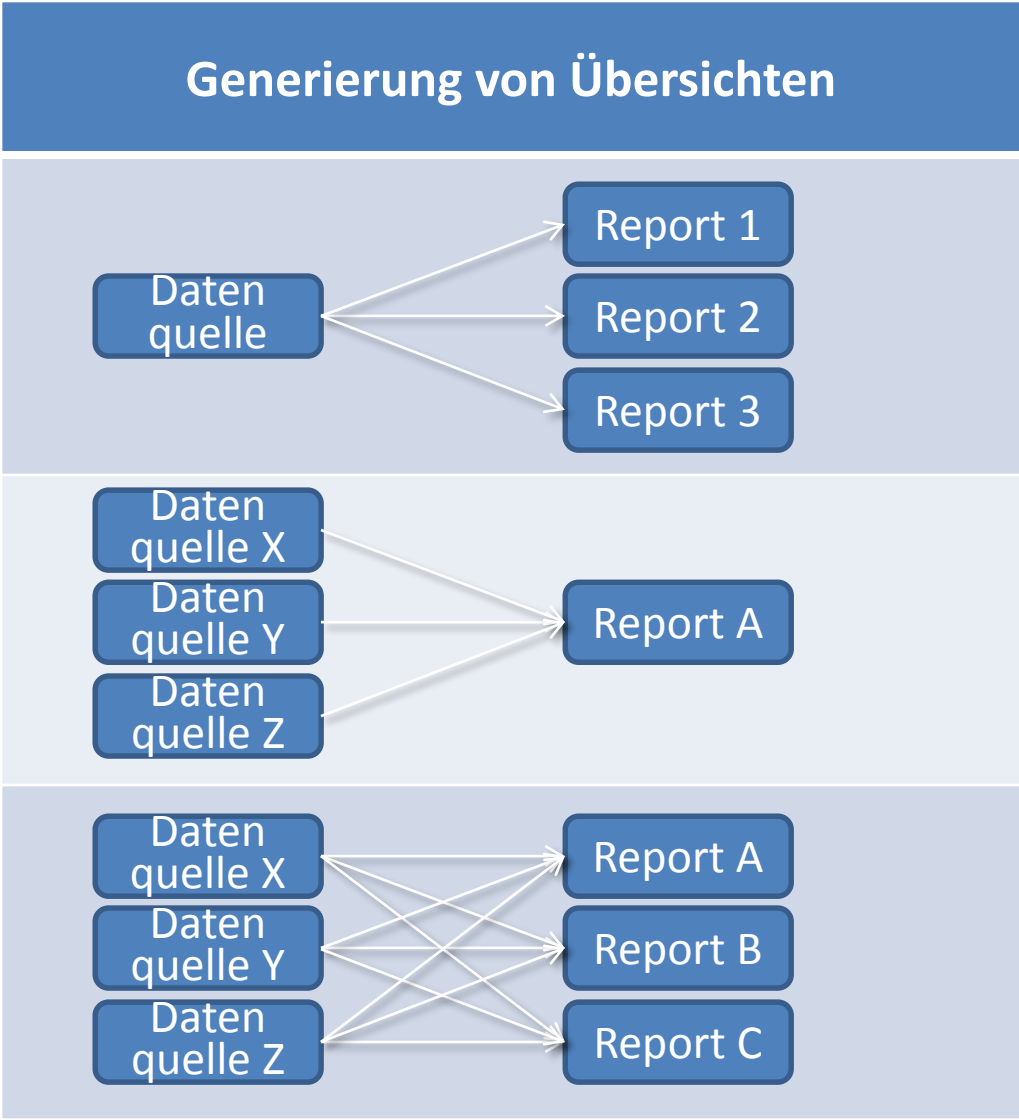 Generierung von Übersichten
Report 1
Daten
quelle
Report 2
Report 3
Daten
quelle X
Daten
quelle Y
Report A
Daten
quelle Z
Daten
quelle X
Report A
Daten
quelle Y
Report B
Daten
quelle Z
Report C